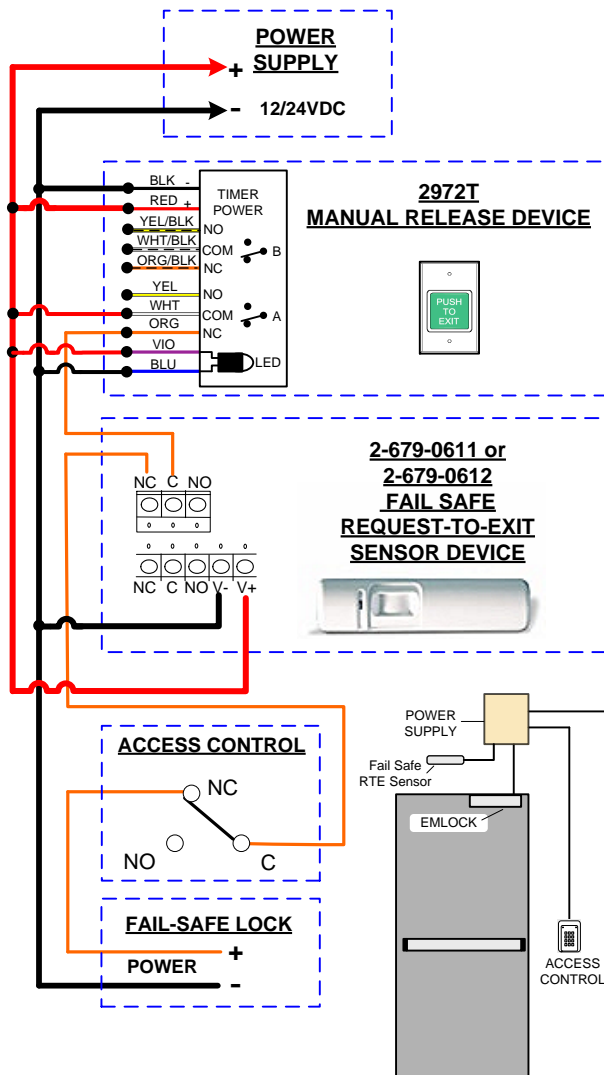 POWER
SUPPLY
+
- 12/24VDC
BLK -
RED +
YEL/BLK
WHT/BLK
ORG/BLK
YEL
WHT
ORG
VIO
BLU
TIMER
POWER
NO
COM B
NC
NO
COM A
NC
LED
2972T
MANUAL RELEASE DEVICE
PUSH
TO
EXIT
NC C NO
NC C NO V- V+
2-679-0611 or
2-679-0612
FAIL SAFE
REQUEST-TO-EXIT
SENSOR DEVICE
ACCESS CONTROL
NC
NO C
FAIL-SAFE LOCK
+
POWER
-
POWER
SUPPLY
Fail Safe
RTE Sensor
EMLOCK
ACCESS
CONTROL